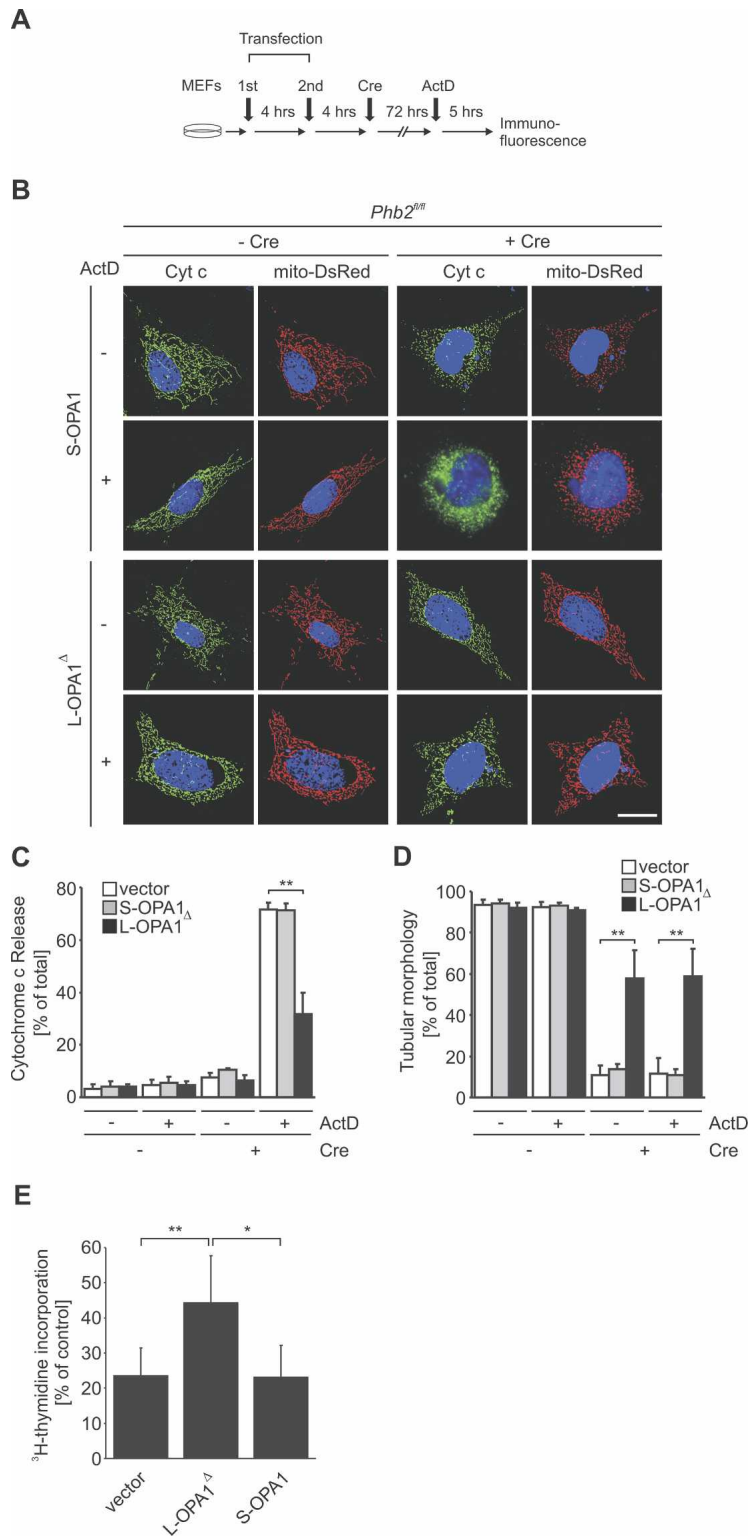 A
Transfection
MEFs 1st 2nd Cre ActD
4 hrs 4 hrs 72 hrs 5 hrs
Immuno-
fluorescence
B
Phb2fl/fl
- Cre + Cre
ActD Cyt c mito-DsRed Cyt c mito-DsRed
-
S-OPA1
+
-
L-OPA1Δ
+
C
vector
S-OPA1Δ
L-OPA1
**
Cytochrome c Release
[% of total]
80
60
40
20
0
- + - + ActD
- + Cre
D
vector
S-OPA1Δ
L-OPA1
** **
Tubular morphology
[% of total]
100
80
60
40
20
0
- + - + ActD
- + Cre
E
** *
³H-thymidine incorporation
[% of control]
60
50
40
30
20
10
0
vector L-OPA1Δ S-OPA1